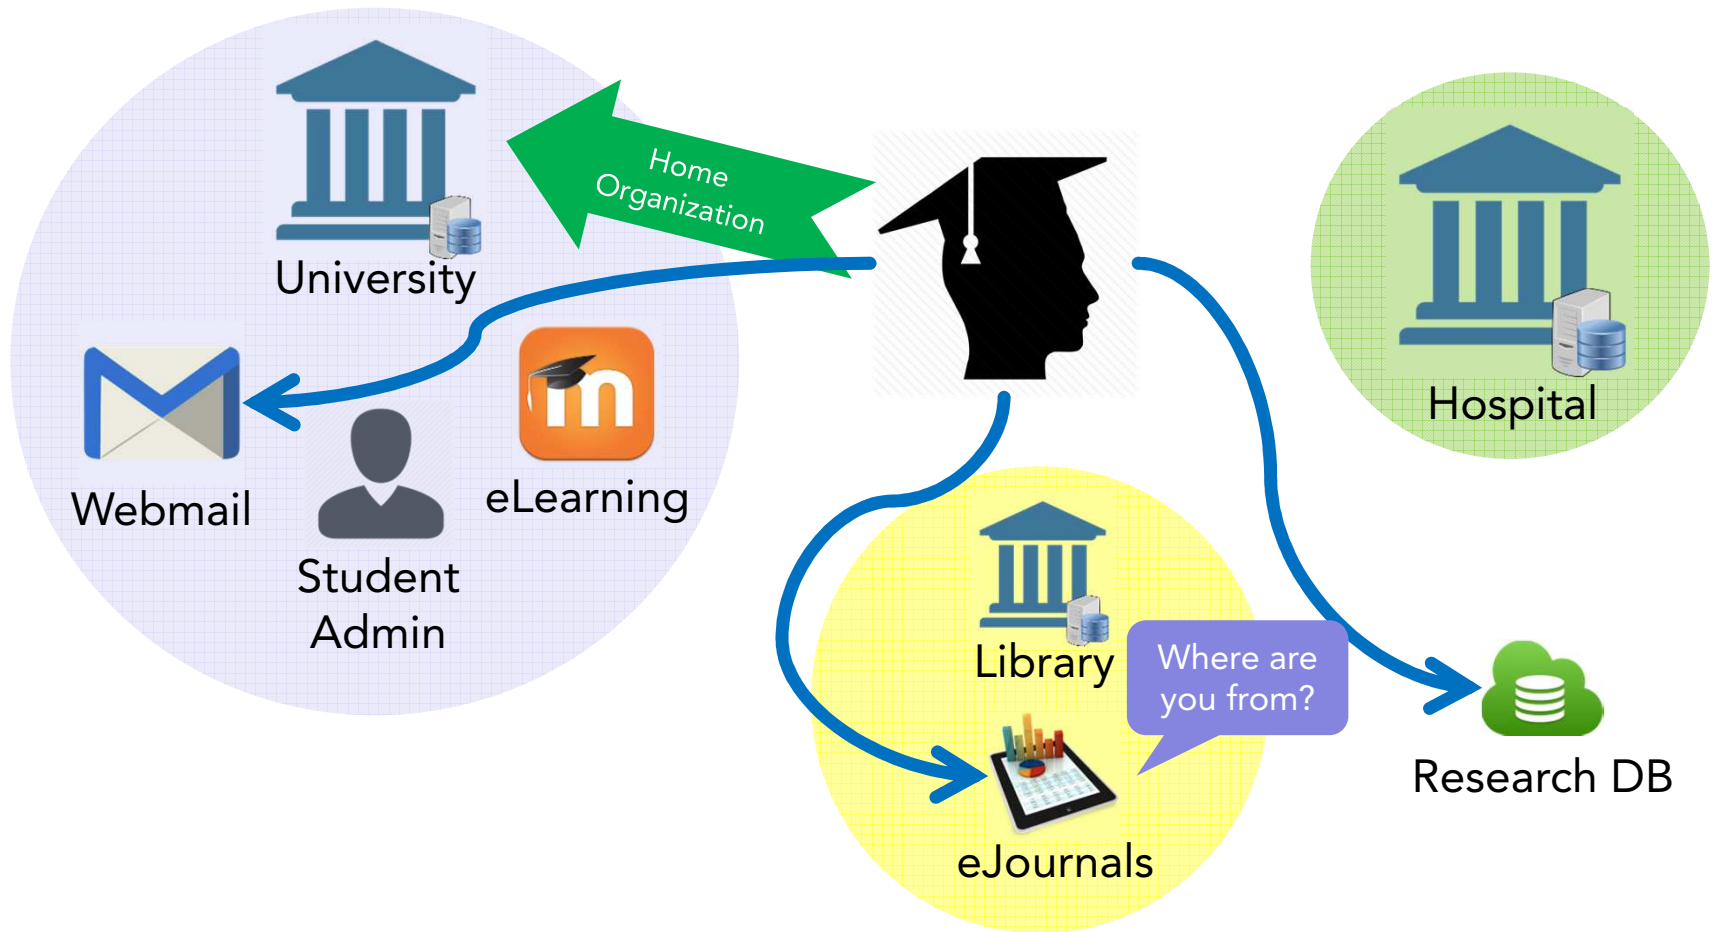 Home
Organization
University
Webmail
m
eLearning
Student
Admin
Hospital
Library
Where are
you from?
eJournals
Research DB